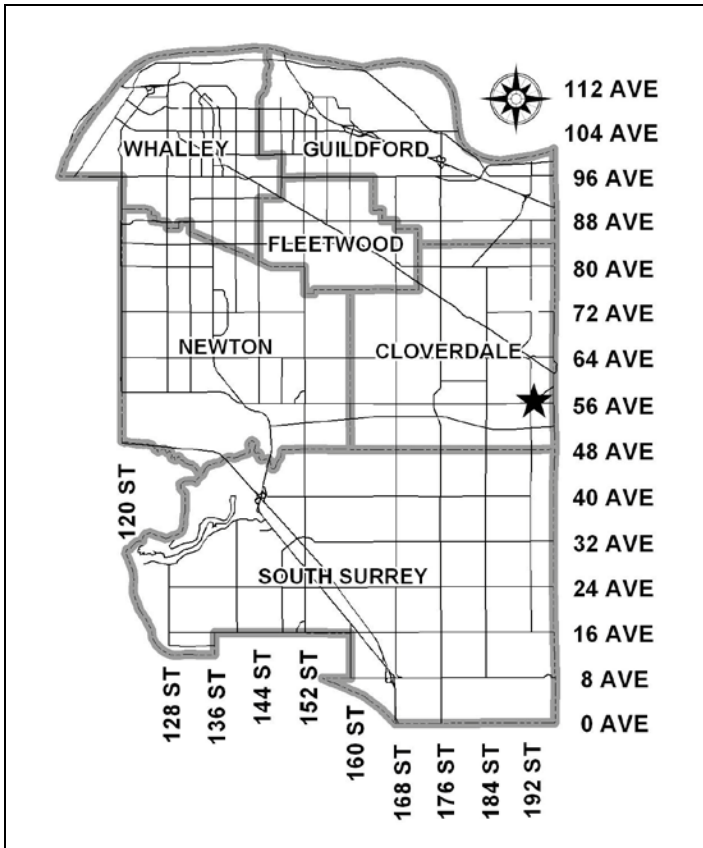 112 AVE
104 AVE
WHALLEY
GUILDFORD
96 AVE
88 AVE
FLEETWOOD
80 AVE
72 AVE
NEWTON
CLOVERDALE
64 AVE
56 AVE
48 AVE
120 ST
40 AVE
32 AVE
SOUTH SURREY
24 AVE
16 AVE
8 AVE
0 AVE
128 ST
136 ST
144 ST
152 ST
160 ST
168 ST
176 ST
184 ST
192 ST